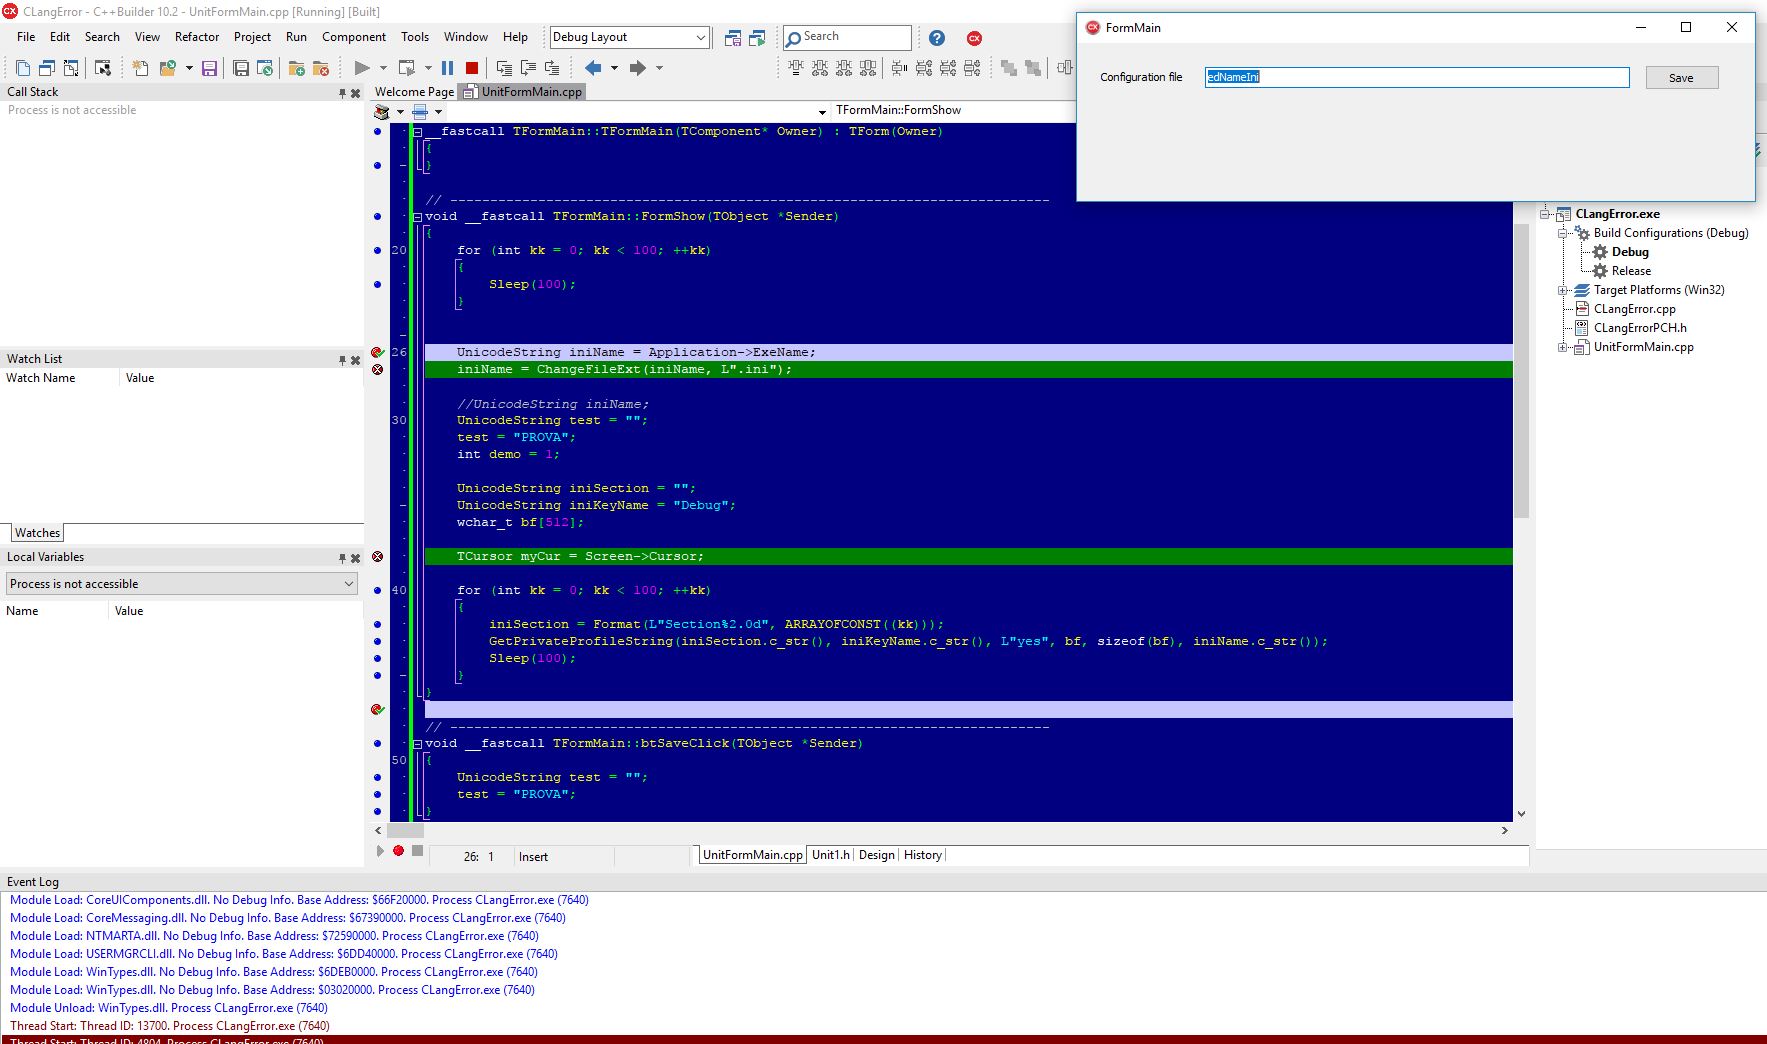 CLangError - C++Builder 10.2 - UnitFormMain.cpp [Running] [Built]
File Edit Search View Refactor Project Run Component Tools Window Help Debug Layout Search
Call Stack
Process is not accessible
Welcome Page UnitFormMain.cpp
TFormMain::FormShow
__fastcall TFormMain::TFormMain(TComponent* Owner) : TForm(Owner)
{
}
// ---------------------------------------------------------------------------
void __fastcall TFormMain::FormShow(TObject *Sender)
{
20 for (int kk = 0; kk < 100; ++kk)
{
Sleep(100);
}
26 UnicodeString iniName = Application->ExeName;
iniName = ChangeFileExt(iniName, L".ini");
//UnicodeString iniName;
30 UnicodeString test = "";
test = "PROVA";
int demo = 1;
UnicodeString iniSection = "";
UnicodeString iniKeyName = "Debug";
wchar_t bf[512];
TCursor myCur = Screen->Cursor;
40 for (int kk = 0; kk < 100; ++kk)
{
iniSection = Format(L"Section%2.0d", ARRAYOFCONST((kk)));
GetPrivateProfileString(iniSection.c_str(), iniKeyName.c_str(), L"yes", bf, sizeof(bf), iniName.c_str());
Sleep(100);
}
}
// ---------------------------------------------------------------------------
void __fastcall TFormMain::btSaveClick(TObject *Sender)
50 {
UnicodeString test = "";
test = "PROVA";
}
26: 1 Insert
UnitFormMain.cpp Unit1.h Design History
Watch List
Watch Name Value
Watches
Local Variables
Process is not accessible
Name Value
FormMain
Configuration file edNameIni Save
CLangError.exe
Build Configurations (Debug)
Debug
Release
Target Platforms (Win32)
CLangError.cpp
CLangErrorPCH.h
UnitFormMain.cpp
Event Log
Module Load: CoreUIComponents.dll. No Debug Info. Base Address: $66F20000. Process CLangError.exe (7640)
Module Load: CoreMessaging.dll. No Debug Info. Base Address: $67390000. Process CLangError.exe (7640)
Module Load: NTMARTA.dll. No Debug Info. Base Address: $72590000. Process CLangError.exe (7640)
Module Load: USERMGRCLI.dll. No Debug Info. Base Address: $6DD40000. Process CLangError.exe (7640)
Module Load: WinTypes.dll. No Debug Info. Base Address: $6DEB0000. Process CLangError.exe (7640)
Module Load: WinTypes.dll. No Debug Info. Base Address: $03020000. Process CLangError.exe (7640)
Module Unload: WinTypes.dll. Process CLangError.exe (7640)
Thread Start: Thread ID: 13700. Process CLangError.exe (7640)
Thread Start: Thread ID: 4804. Process CLangError.exe (7640)